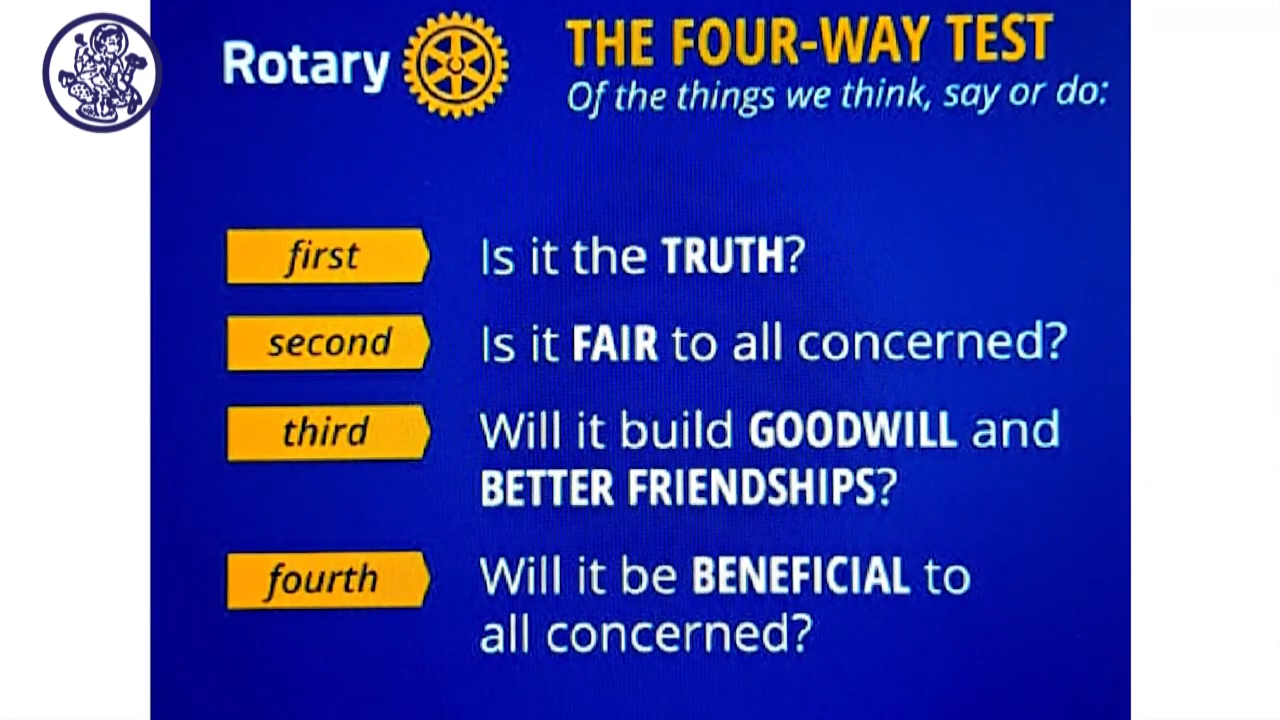 Rotary
THE FOUR-WAY TEST
Of the things we think, say or do:
first
Is it the TRUTH?
second
Is it FAIR to all concerned?
third
Will it build GOODWILL and
BETTER FRIENDSHIPS?
fourth
Will it be BENEFICIAL to
all concerned?